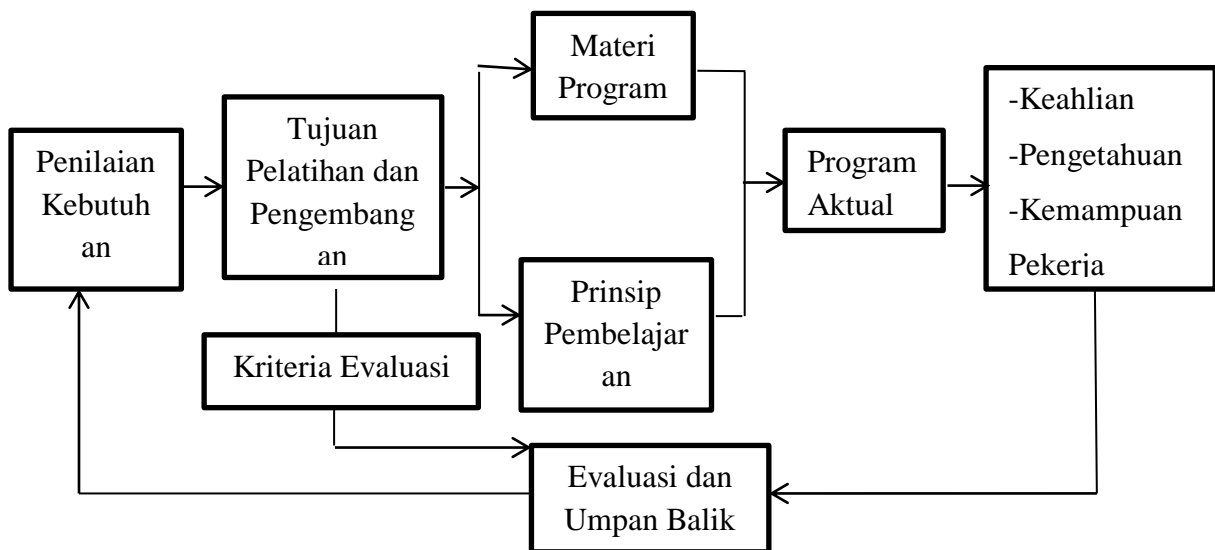 Penilaian
Kebutuh
an
Tujuan
Pelatihan dan
Pengembang
an
Kriteria Evaluasi
Materi
Program
Prinsip
Pembelajar
an
Program
Aktual
-Keahlian
-Pengetahuan
-Kemampuan
Pekerja
Evaluasi dan
Umpan Balik